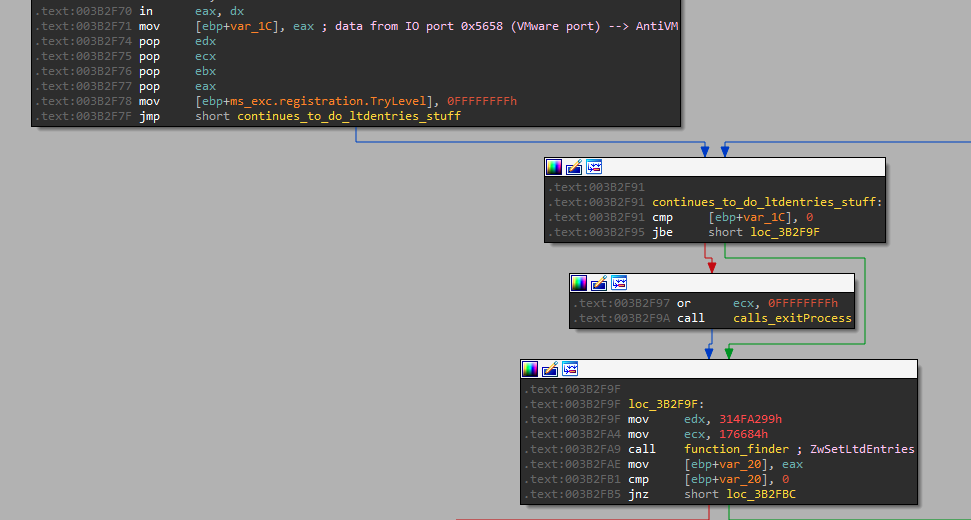 .text:003B2F70 in eax, dx
.text:003B2F71 mov [ebp+var_1C], eax ; data from IO port 0x5658 (VMware port) --> AntiVM
.text:003B2F74 pop edx
.text:003B2F75 pop ecx
.text:003B2F76 pop ebx
.text:003B2F77 pop eax
.text:003B2F78 mov [ebp+ms_exc.registration.TryLevel], 0FFFFFFFFh
.text:003B2F7F jmp short continues_to_do_ltdentries_stuff
.text:003B2F91
.text:003B2F91 continues_to_do_ltdentries_stuff:
.text:003B2F91 cmp [ebp+var_1C], 0
.text:003B2F95 jbe short loc_3B2F9F
.text:003B2F97 or ecx, 0FFFFFFFFh
.text:003B2F9A call calls_exitProcess
.text:003B2F9F
.text:003B2F9F loc_3B2F9F:
.text:003B2F9F mov edx, 314FA299h
.text:003B2FA4 mov ecx, 176684h
.text:003B2FA9 call function_finder ; ZwSetLtdEntries
.text:003B2FAE mov [ebp+var_20], eax
.text:003B2FB1 cmp [ebp+var_20], 0
.text:003B2FB5 jnz short loc_3B2FBC